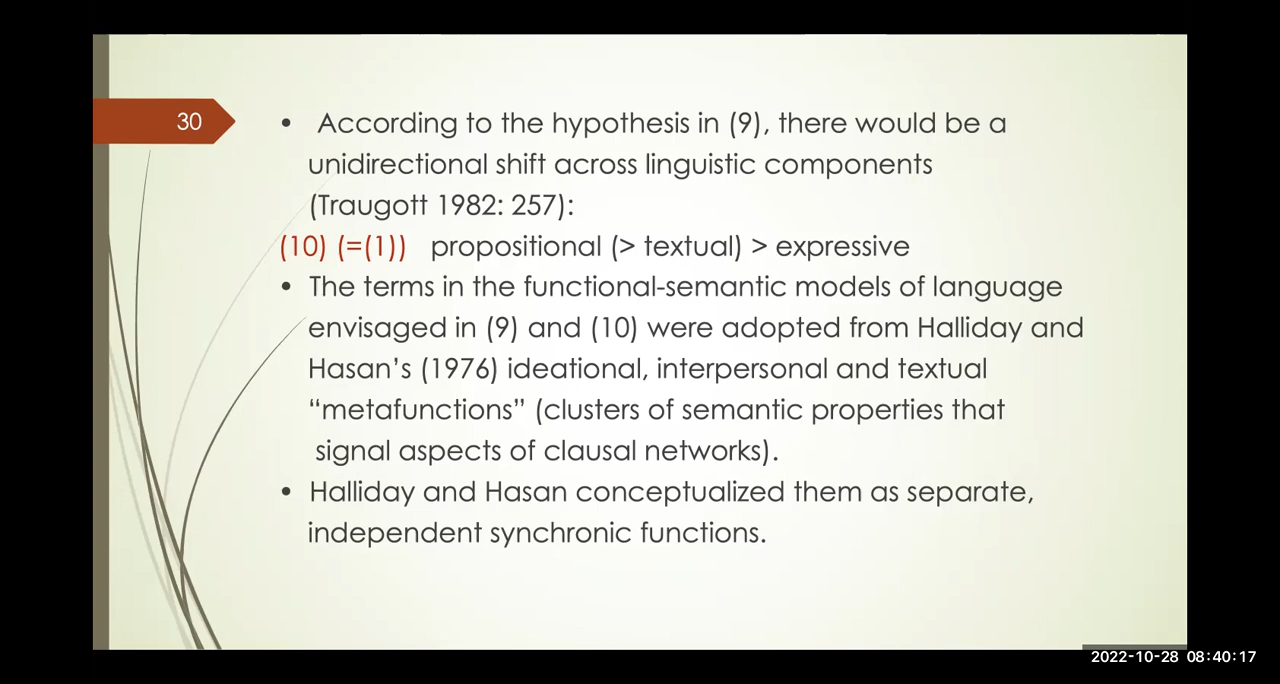 30
• According to the hypothesis in (9), there would be a
unidirectional shift across linguistic components
(Traugott 1982: 257):
(10) (=(1)) propositional (> textual) > expressive
• The terms in the functional-semantic models of language
envisaged in (9) and (10) were adopted from Halliday and
Hasan’s (1976) ideational, interpersonal and textual
“metafunctions” (clusters of semantic properties that
signal aspects of clausal networks).
• Halliday and Hasan conceptualized them as separate,
independent synchronic functions.
2022-10-28 08:40:17